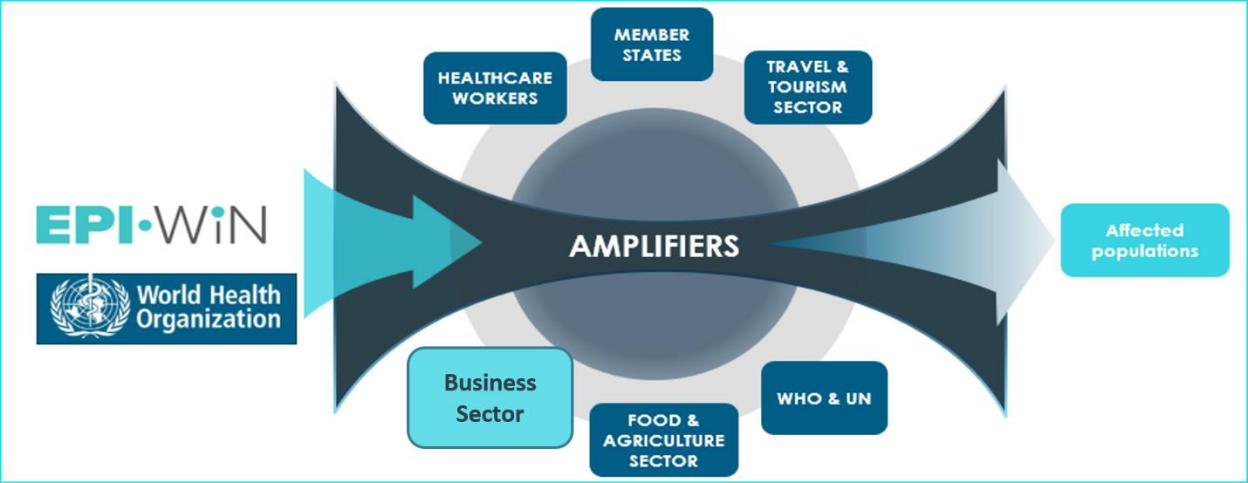 MEMBER
STATES
HEALTHCARE
WORKERS
TRAVEL &
TOURISM
SECTOR
EPI•WiN
World Health
Organization
AMPLIFIERS
Affected
populations
Business
Sector
WHO & UN
FOOD &
AGRICULTURE
SECTOR